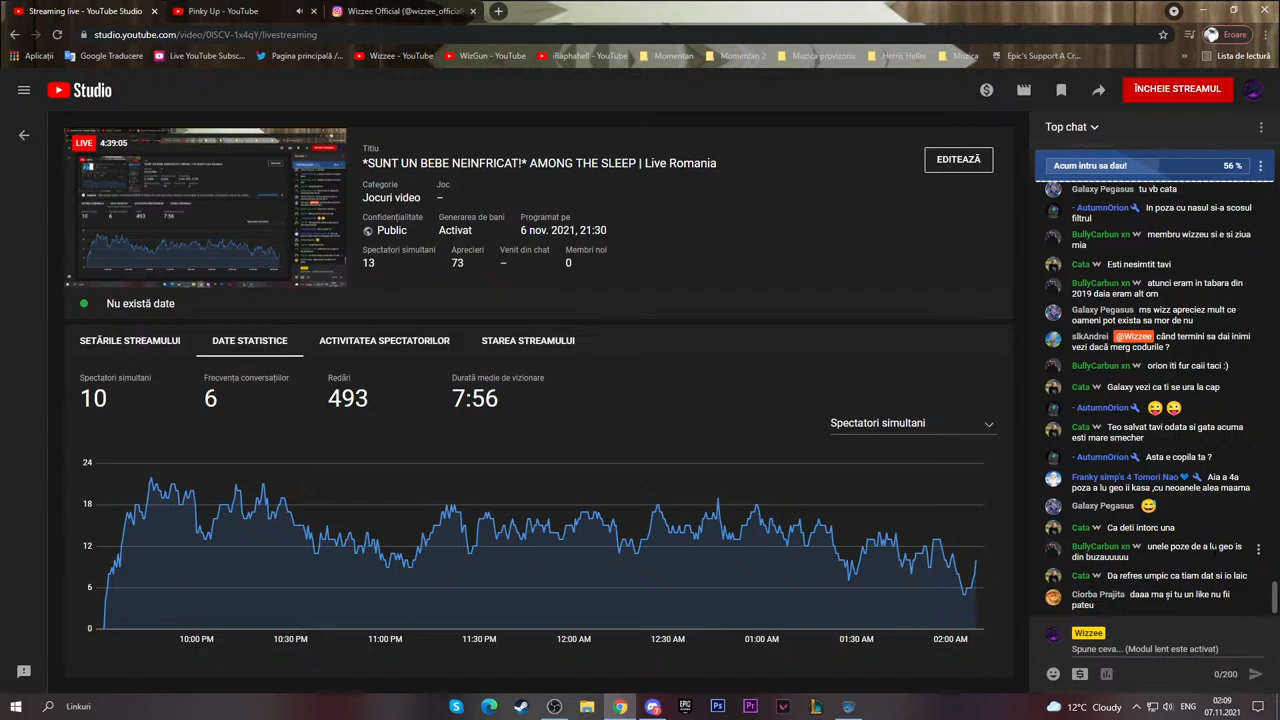 Streaming live - YouTube Studio
Pinky Up - YouTube
Wizzee Official (@wizzee_official
studio.youtube.com/video/0lSCV-1x4qY/livestreaming
Eroare
Aplicații
Google Traducere
Live YouTube Subsc...
Pagina principală /...
Wizzee - YouTube
WizGun - YouTube
iRaphahell - YouTube
Momentan
Momentan 2
Muzica provizoriu
Herris Heller
Muzica
Epic's Support A Cr...
Lista de lectură
Studio
ÎNCHEIE STREAMUL
LIVE 4:39:05
Titlu
*SUNT UN BEBE NEINFRICAT!* AMONG THE SLEEP | Live Romania
EDITEAZĂ
Categorie
Joc
Jocuri video
–
Confidențialitate
Generarea de bani
Programat pe
Public
Activat
6 nov. 2021, 21:30
Spectatori simultani
Aprecieri
Venit din chat
Membri noi
13
73
–
0
Nu există date
SETĂRILE STREAMULUI
DATE STATISTICE
ACTIVITATEA SPECTATORILOR
STAREA STREAMULUI
Spectatori simultani
Frecvența conversațiilor
Redări
Durată medie de vizionare
10
6
493
7:56
Spectatori simultani
24
18
12
6
0
10:00 PM
10:30 PM
11:00 PM
11:30 PM
12:00 AM
12:30 AM
01:00 AM
01:30 AM
02:00 AM
Top chat
Acum intru sa dau!
56 %
Galaxy Pegasus tu vb cata
- AutumnOrion In poza cu nasul si-a scosul
filtrul
BullyCarbun xn membru wizzeu si e si ziua
mia
Cata Esti nesimtit tavi
BullyCarbun xn atunci eram in tabara din
2019 daia eram alt om
Galaxy Pegasus ms wizz apreciez mult ce
oameni pot exista sa mor de nu
slkAndrei @Wizzee când termini sa dai inimi
vezi dacă merg codurile ?
BullyCarbun xn orion iti fur caii taci :)
Cata Galaxy vezi ca ti se ura la cap
- AutumnOrion
Cata Teo salvat tavi odata si gata acuma
esti mare smecher
- AutumnOrion Asta e copila ta ?
Franky simp's 4 Tomori Nao Aia a 4a
poza a lu geo ii kasa ,cu neoanele alea maama
Galaxy Pegasus
Cata Ca deti intorc una
BullyCarbun xn unele poze de a lu geo is
din buzauuuuu
Cata Da refres umpic ca tiam dat si io laic
Ciorba Prajita daaa ma și tu un like nu fii
pateu
Wizzee
Spune ceva... (Modul lent este activat)
0/200
Linkuri
12°C Cloudy
ENG
02:09
07.11.2021